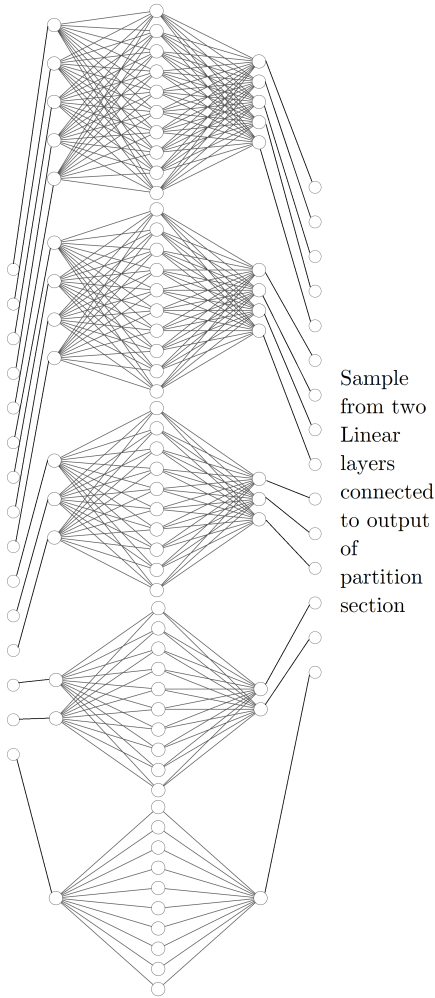 Sample
from two
Linear
layers
connected
to output
of
partition
section